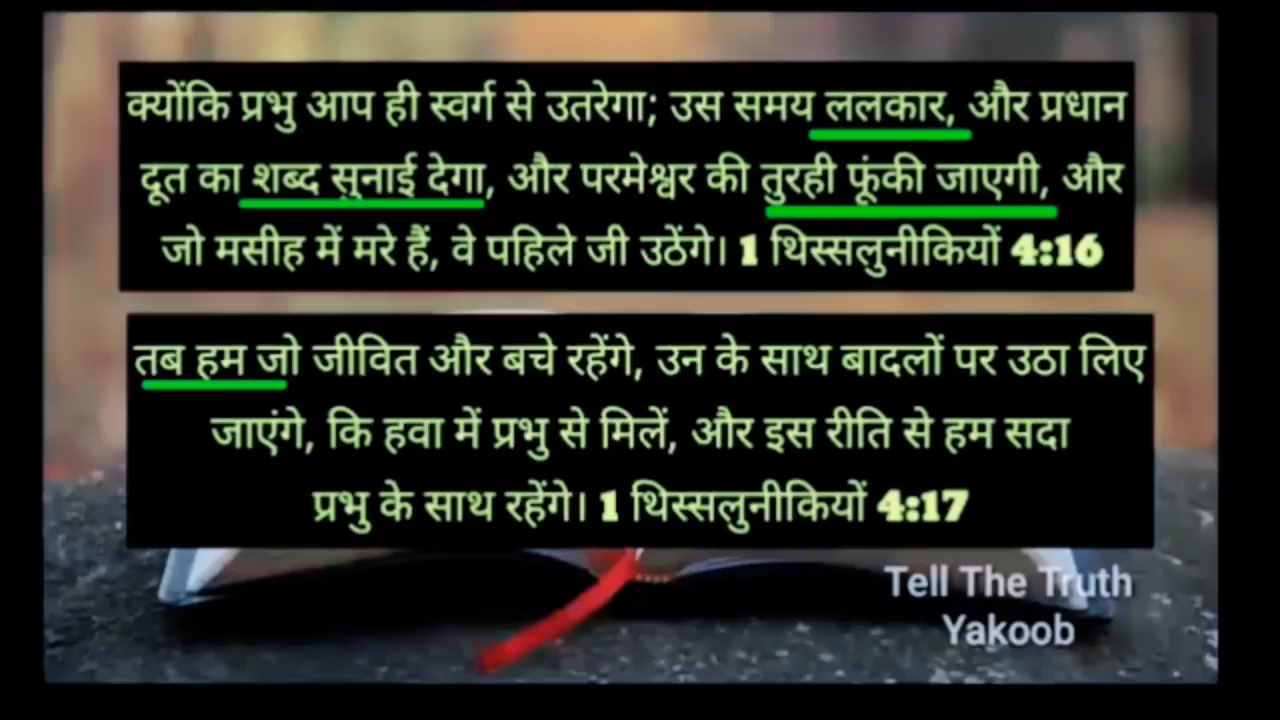 क्योंकि प्रभु आप ही स्वर्ग से उतरेगा; उस समय ललकार, और प्रधान
दूत का शब्द सुनाई देगा, और परमेश्वर की तुरही फूंकी जाएगी, और
जो मसीह में मरे हैं, वे पहिले जी उठेंगे। 1 थिस्सलुनीकियों 4:16
तब हम जो जीवित और बचे रहेंगे, उन के साथ बादलों पर उठा लिए
जाएंगे, कि हवा में प्रभु से मिलें, और इस रीति से हम सदा
प्रभु के साथ रहेंगे। 1 थिस्सलुनीकियों 4:17
Tell The Truth
Yakoob